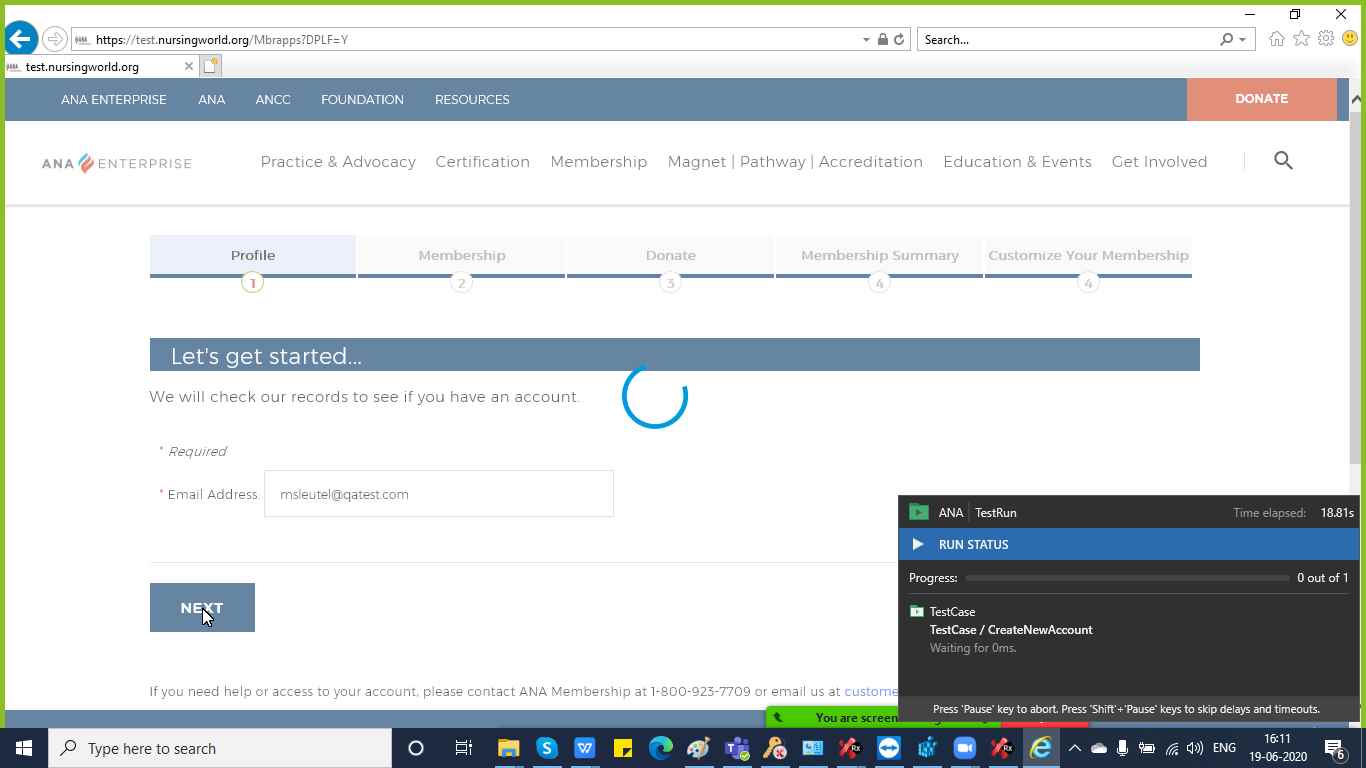 https://test.nursingworld.org/Mbrapps?DPLF=Y
Search...
test.nursingworld.org
ANA ENTERPRISE ANA ANCC FOUNDATION RESOURCES DONATE
ANA ENTERPRISE
Practice & Advocacy Certification Membership Magnet | Pathway | Accreditation Education & Events Get Involved
Profile Membership Donate Membership Summary Customize Your Membership
1 2 3 4 4
Let's get started...
We will check our records to see if you have an account.
* Required
* Email Address: msleutel@qatest.com
NEXT
If you need help or access to your account, please contact ANA Membership at 1-800-923-7709 or email us at custome
ANA TestRun Time elapsed: 18.81s
RUN STATUS
Progress: 0 out of 1
TestCase
TestCase / CreateNewAccount
Waiting for 0ms.
Press 'Pause' key to abort. Press 'Shift'+'Pause' keys to skip delays and timeouts.
You are screen
Type here to search
ENG
16:11
19-06-2020
6